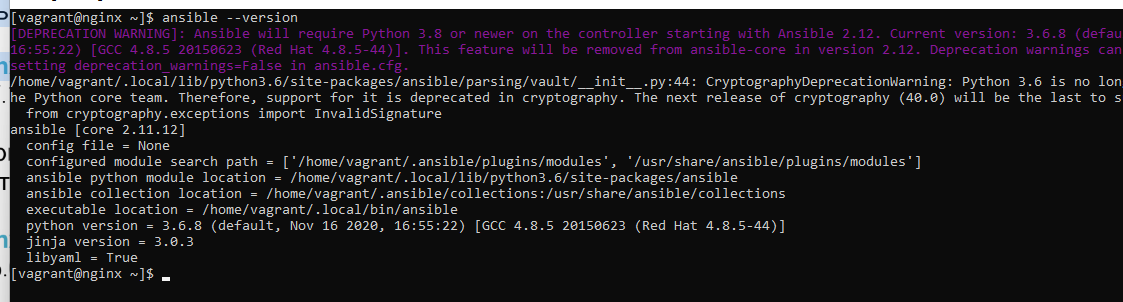 [vagrant@nginx ~]$ ansible --version
[DEPRECATION WARNING]: Ansible will require Python 3.8 or newer on the controller starting with Ansible 2.12. Current version: 3.6.8 (defau
16:55:22) [GCC 4.8.5 20150623 (Red Hat 4.8.5-44)]. This feature will be removed from ansible-core in version 2.12. Deprecation warnings can
setting deprecation_warnings=False in ansible.cfg.
/home/vagrant/.local/lib/python3.6/site-packages/ansible/parsing/vault/__init__.py:44: CryptographyDeprecationWarning: Python 3.6 is no lon
he Python core team. Therefore, support for it is deprecated in cryptography. The next release of cryptography (40.0) will be the last to s
  from cryptography.exceptions import InvalidSignature
ansible [core 2.11.12]
  config file = None
  configured module search path = ['/home/vagrant/.ansible/plugins/modules', '/usr/share/ansible/plugins/modules']
  ansible python module location = /home/vagrant/.local/lib/python3.6/site-packages/ansible
  ansible collection location = /home/vagrant/.ansible/collections:/usr/share/ansible/collections
  executable location = /home/vagrant/.local/bin/ansible
  python version = 3.6.8 (default, Nov 16 2020, 16:55:22) [GCC 4.8.5 20150623 (Red Hat 4.8.5-44)]
  jinja version = 3.0.3
  libyaml = True
[vagrant@nginx ~]$